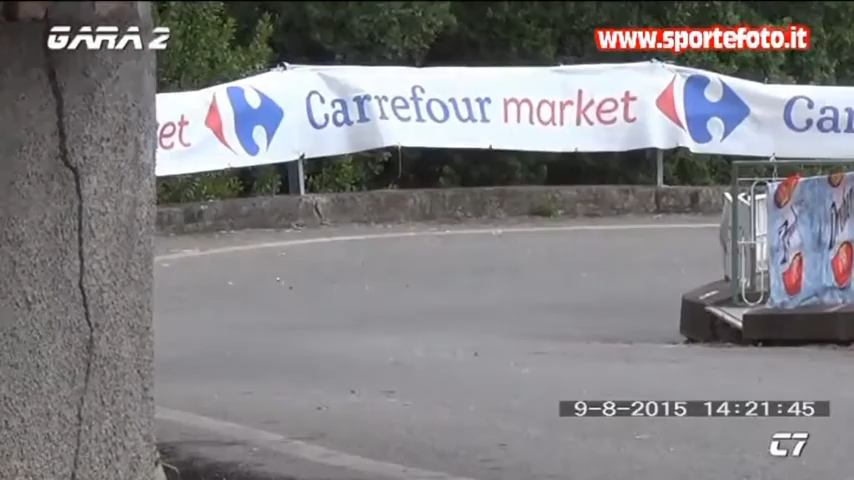 GARA 2
www.sportefoto.it
et Carrefour market Ca
9-8-2015 14:21:45
C7